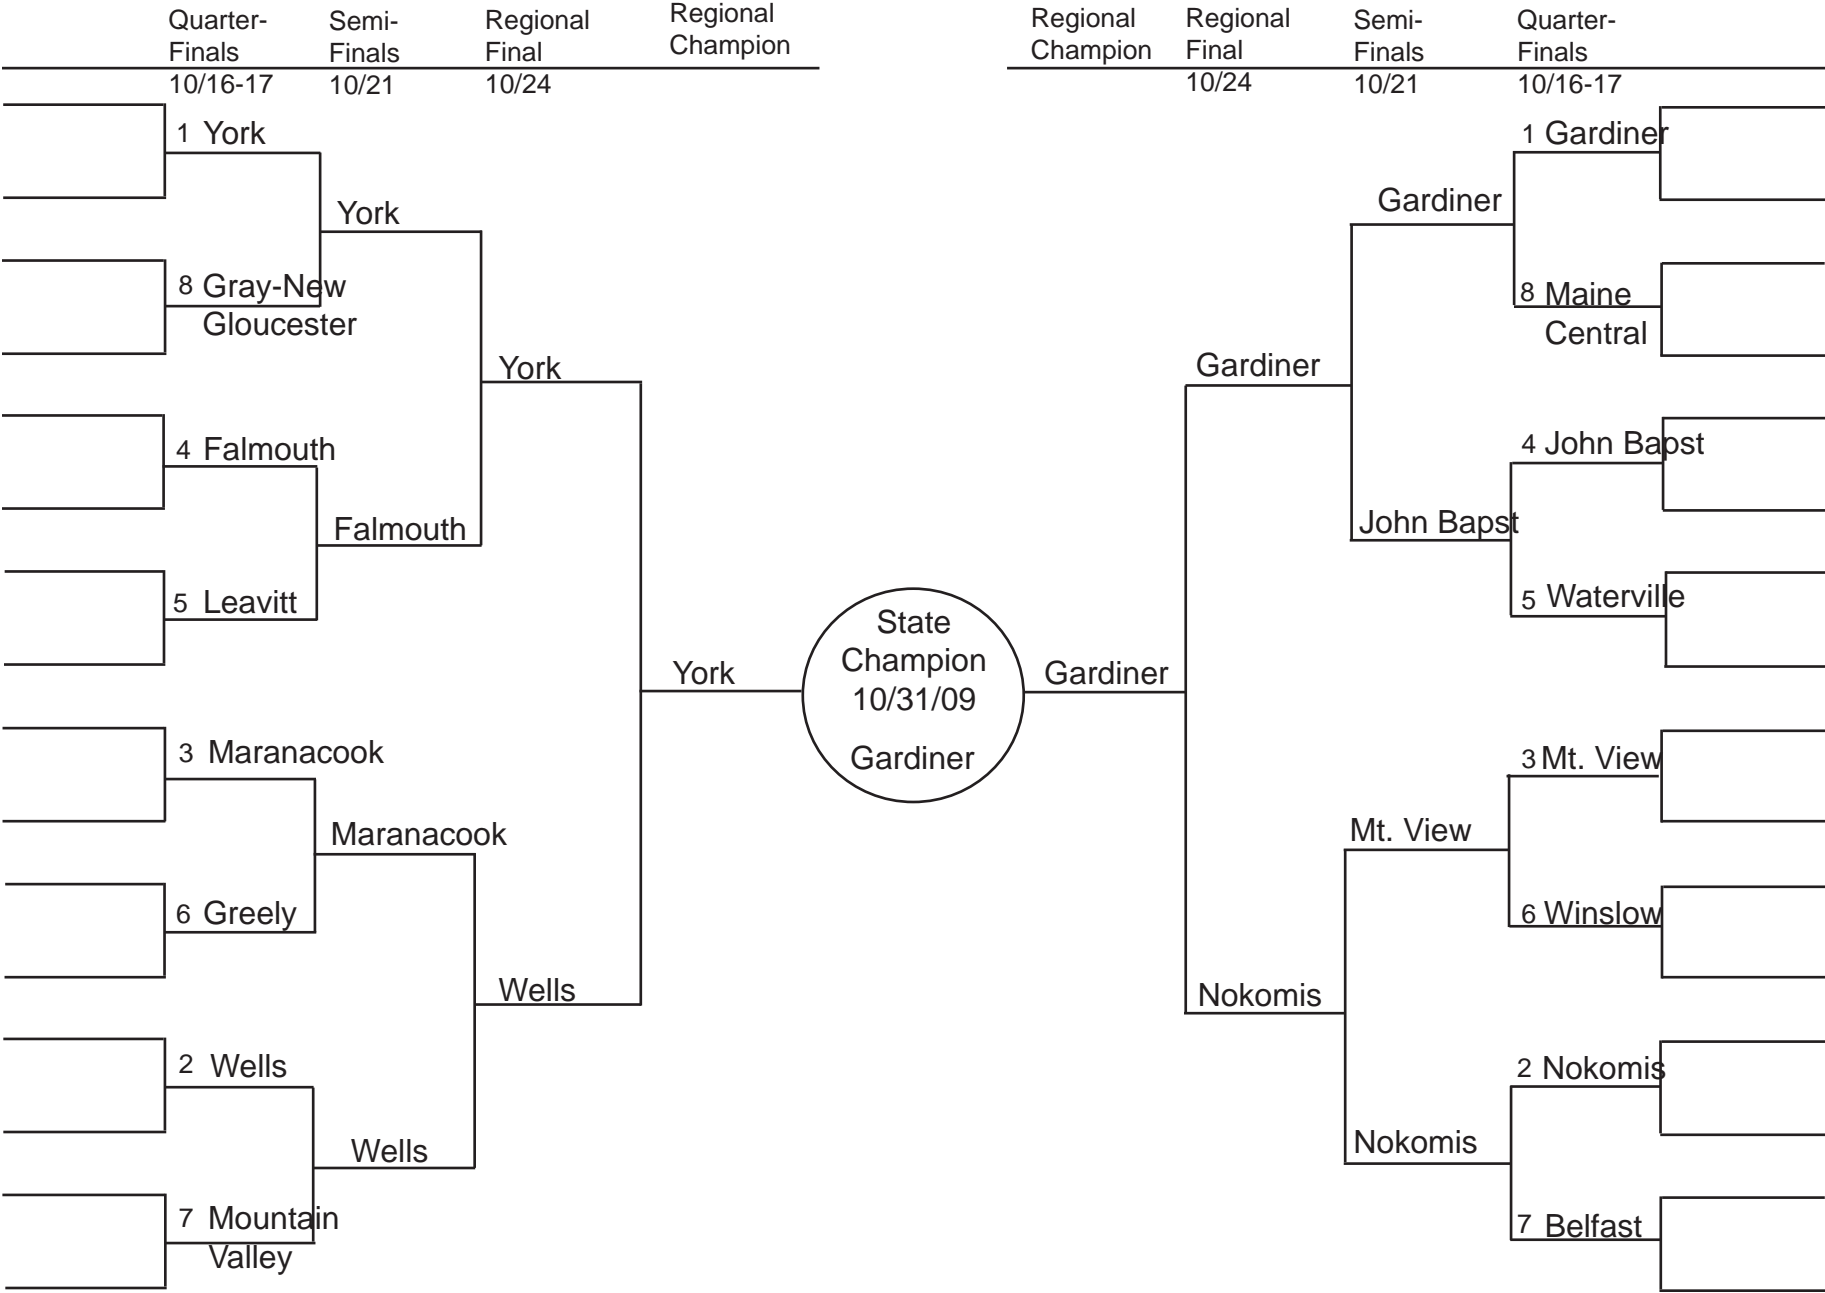 Quarter-
Finals
10/16-17
Semi-
Finals
10/21
Regional
Final
10/24
Regional
Champion
Regional
Champion
Regional
Final
10/24
Semi-
Finals
10/21
Quarter-
Finals
10/16-17
1 York
8 Gray-New
Gloucester
4 Falmouth
5 Leavitt
3 Maranacook
6 Greely
2 Wells
7 Mountain
Valley
York
Falmouth
Maranacook
Wells
York
Wells
York
State
Champion
10/31/09
Gardiner
Gardiner
Gardiner
Nokomis
Gardiner
John Bapst
Mt. View
Nokomis
1 Gardiner
8 Maine
Central
4 John Bapst
5 Waterville
3 Mt. View
6 Winslow
2 Nokomis
7 Belfast